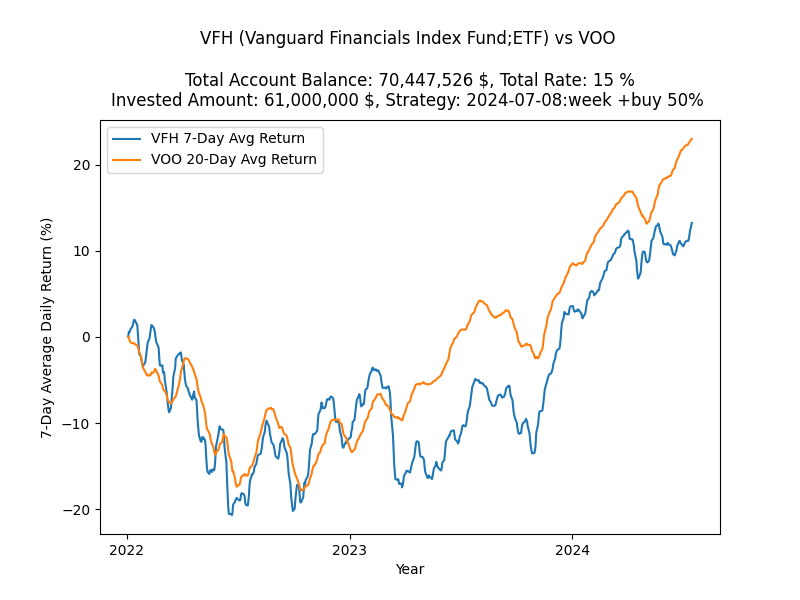 VFH (Vanguard Financials Index Fund;ETF) vs VOO
Total Account Balance: 70,447,526 $, Total Rate: 15 %
Invested Amount: 61,000,000 $, Strategy: 2024-07-08:week +buy 50%
VFH 7-Day Avg Return
VOO 20-Day Avg Return
7-Day Average Daily Return (%)
20
10
0
−10
−20
2022
2023
2024
Year